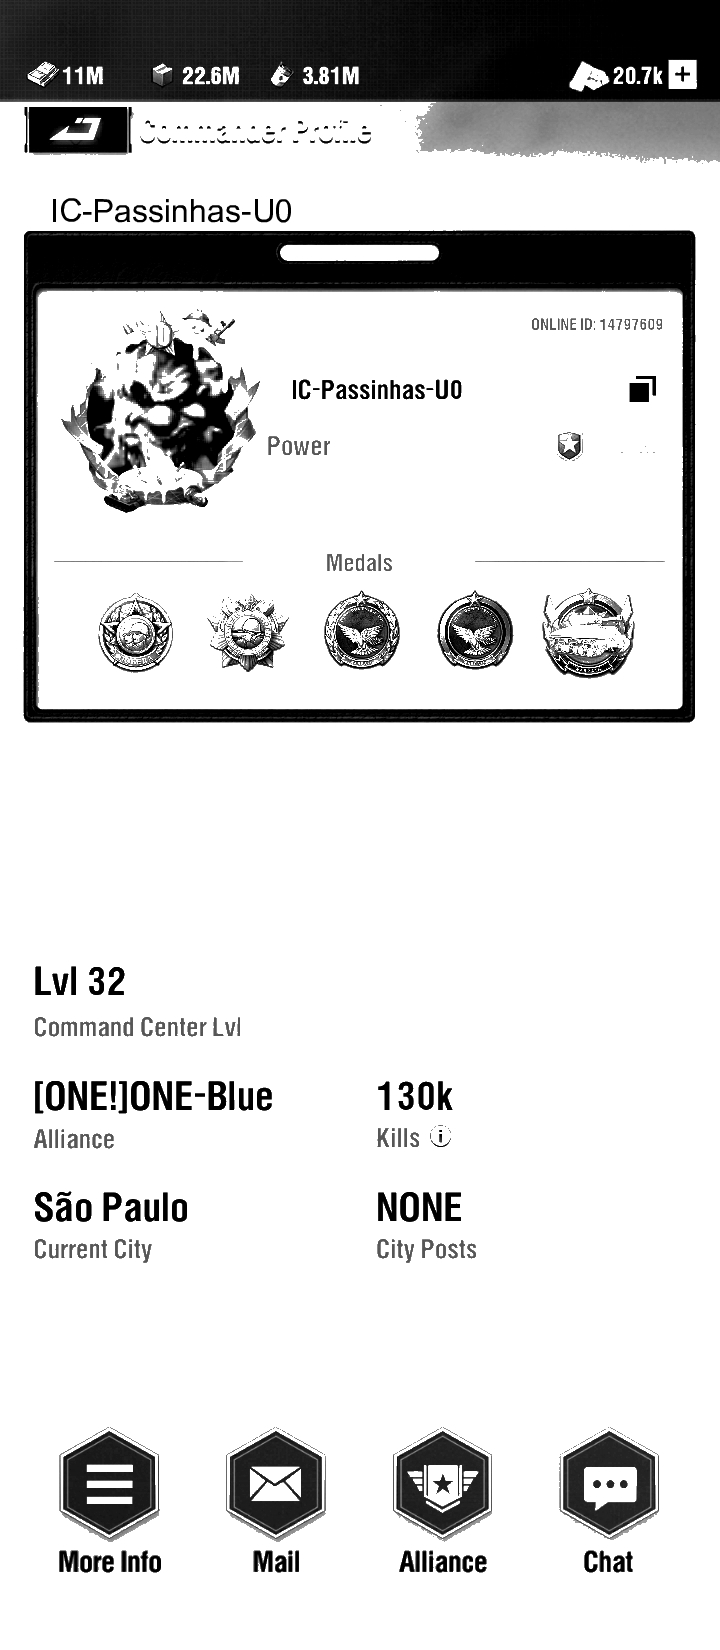 11M 22.6M 3.81M 20.7k
Commander Profile
IC-Passinhas-U0
ONLINE ID: 14797609
IC-Passinhas-U0
Power
Medals
Lvl 32
Command Center Lvl
[ONE!]ONE-Blue 130k
Alliance Kills
São Paulo NONE
Current City City Posts
More Info Mail Alliance Chat